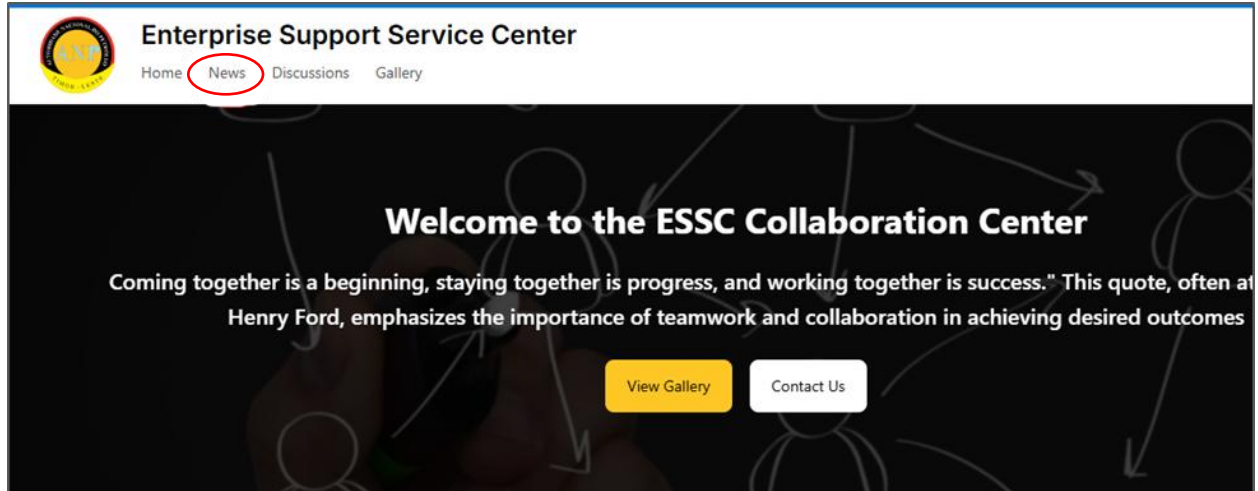 Enterprise Support Service Center
ANP
Home News Discussions Gallery
Welcome to the ESSC Collaboration Center
Coming together is a beginning, staying together is progress, and working together is success." This quote, often at
Henry Ford, emphasizes the importance of teamwork and collaboration in achieving desired outcomes
View Gallery Contact Us